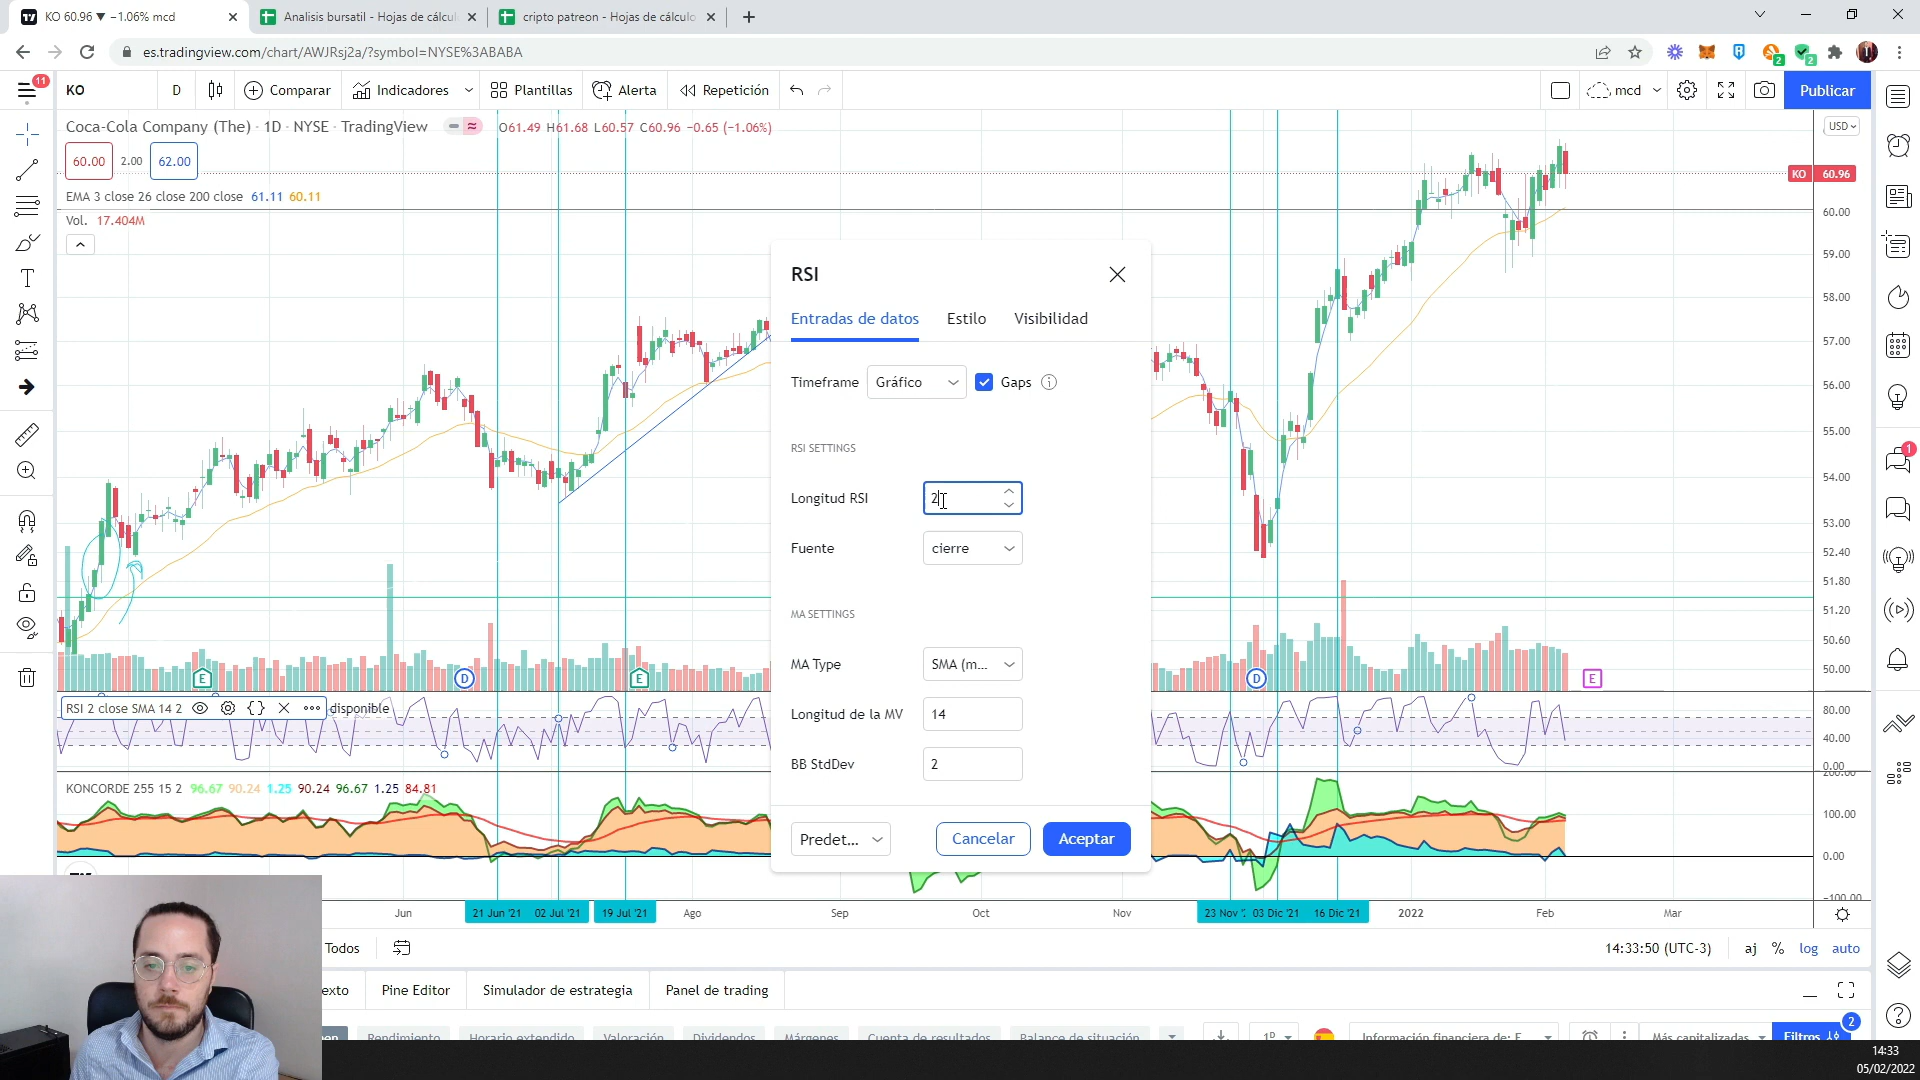 KO 60.96 ▼ −1.06% mcd
Analisis bursatil - Hojas de cálcul
cripto patreon - Hojas de cálculo
es.tradingview.com/chart/AWJRsj2a/?symbol=NYSE%3ABABA
2
2
11
KO
D
Comparar
Indicadores
Plantillas
Alerta
Repetición
mcd
Publicar
Coca-Cola Company (The) · 1D · NYSE · TradingView
O61.49 H61.68 L60.57 C60.96 −0.65 (−1.06%)
USD
60.00
2.00
62.00
KO 60.96
EMA 3 close 26 close 200 close 61.11 60.11
Vol. 17.404M
60.00
59.00
58.00
57.00
56.00
55.00
54.00
53.00
52.40
51.80
51.20
50.60
50.00
RSI
Entradas de datos
Estilo
Visibilidad
Timeframe
Gráfico
Gaps
RSI SETTINGS
Longitud RSI
2
Fuente
cierre
MA SETTINGS
MA Type
SMA (m...
Longitud de la MV
14
BB StdDev
2
Predet...
Cancelar
Aceptar
1
E
D
E
D
E
RSI 2 close SMA 14 2
disponible
80.00
40.00
0.00
KONCORDE 255 15 2 96.67 90.24 1.25 90.24 96.67 1.25 84.81
200.00
100.00
0.00
−100.00
Jun
21 Jun '21
02 Jul '21
19 Jul '21
Ago
Sep
Oct
Nov
23 Nov '2
03 Dic '21
16 Dic '21
2022
Feb
Mar
Todos
14:33:50 (UTC-3)
aj
%
log
auto
exto
Pine Editor
Simulador de estrategia
Panel de trading
Rendimiento
Horario extendido
Valoración
Dividendos
Márgenes
Cuenta de resultados
Balance de situación
1D
Información financiera de: E
Más capitalizadas
Filtros
2
14:33
05/02/2022